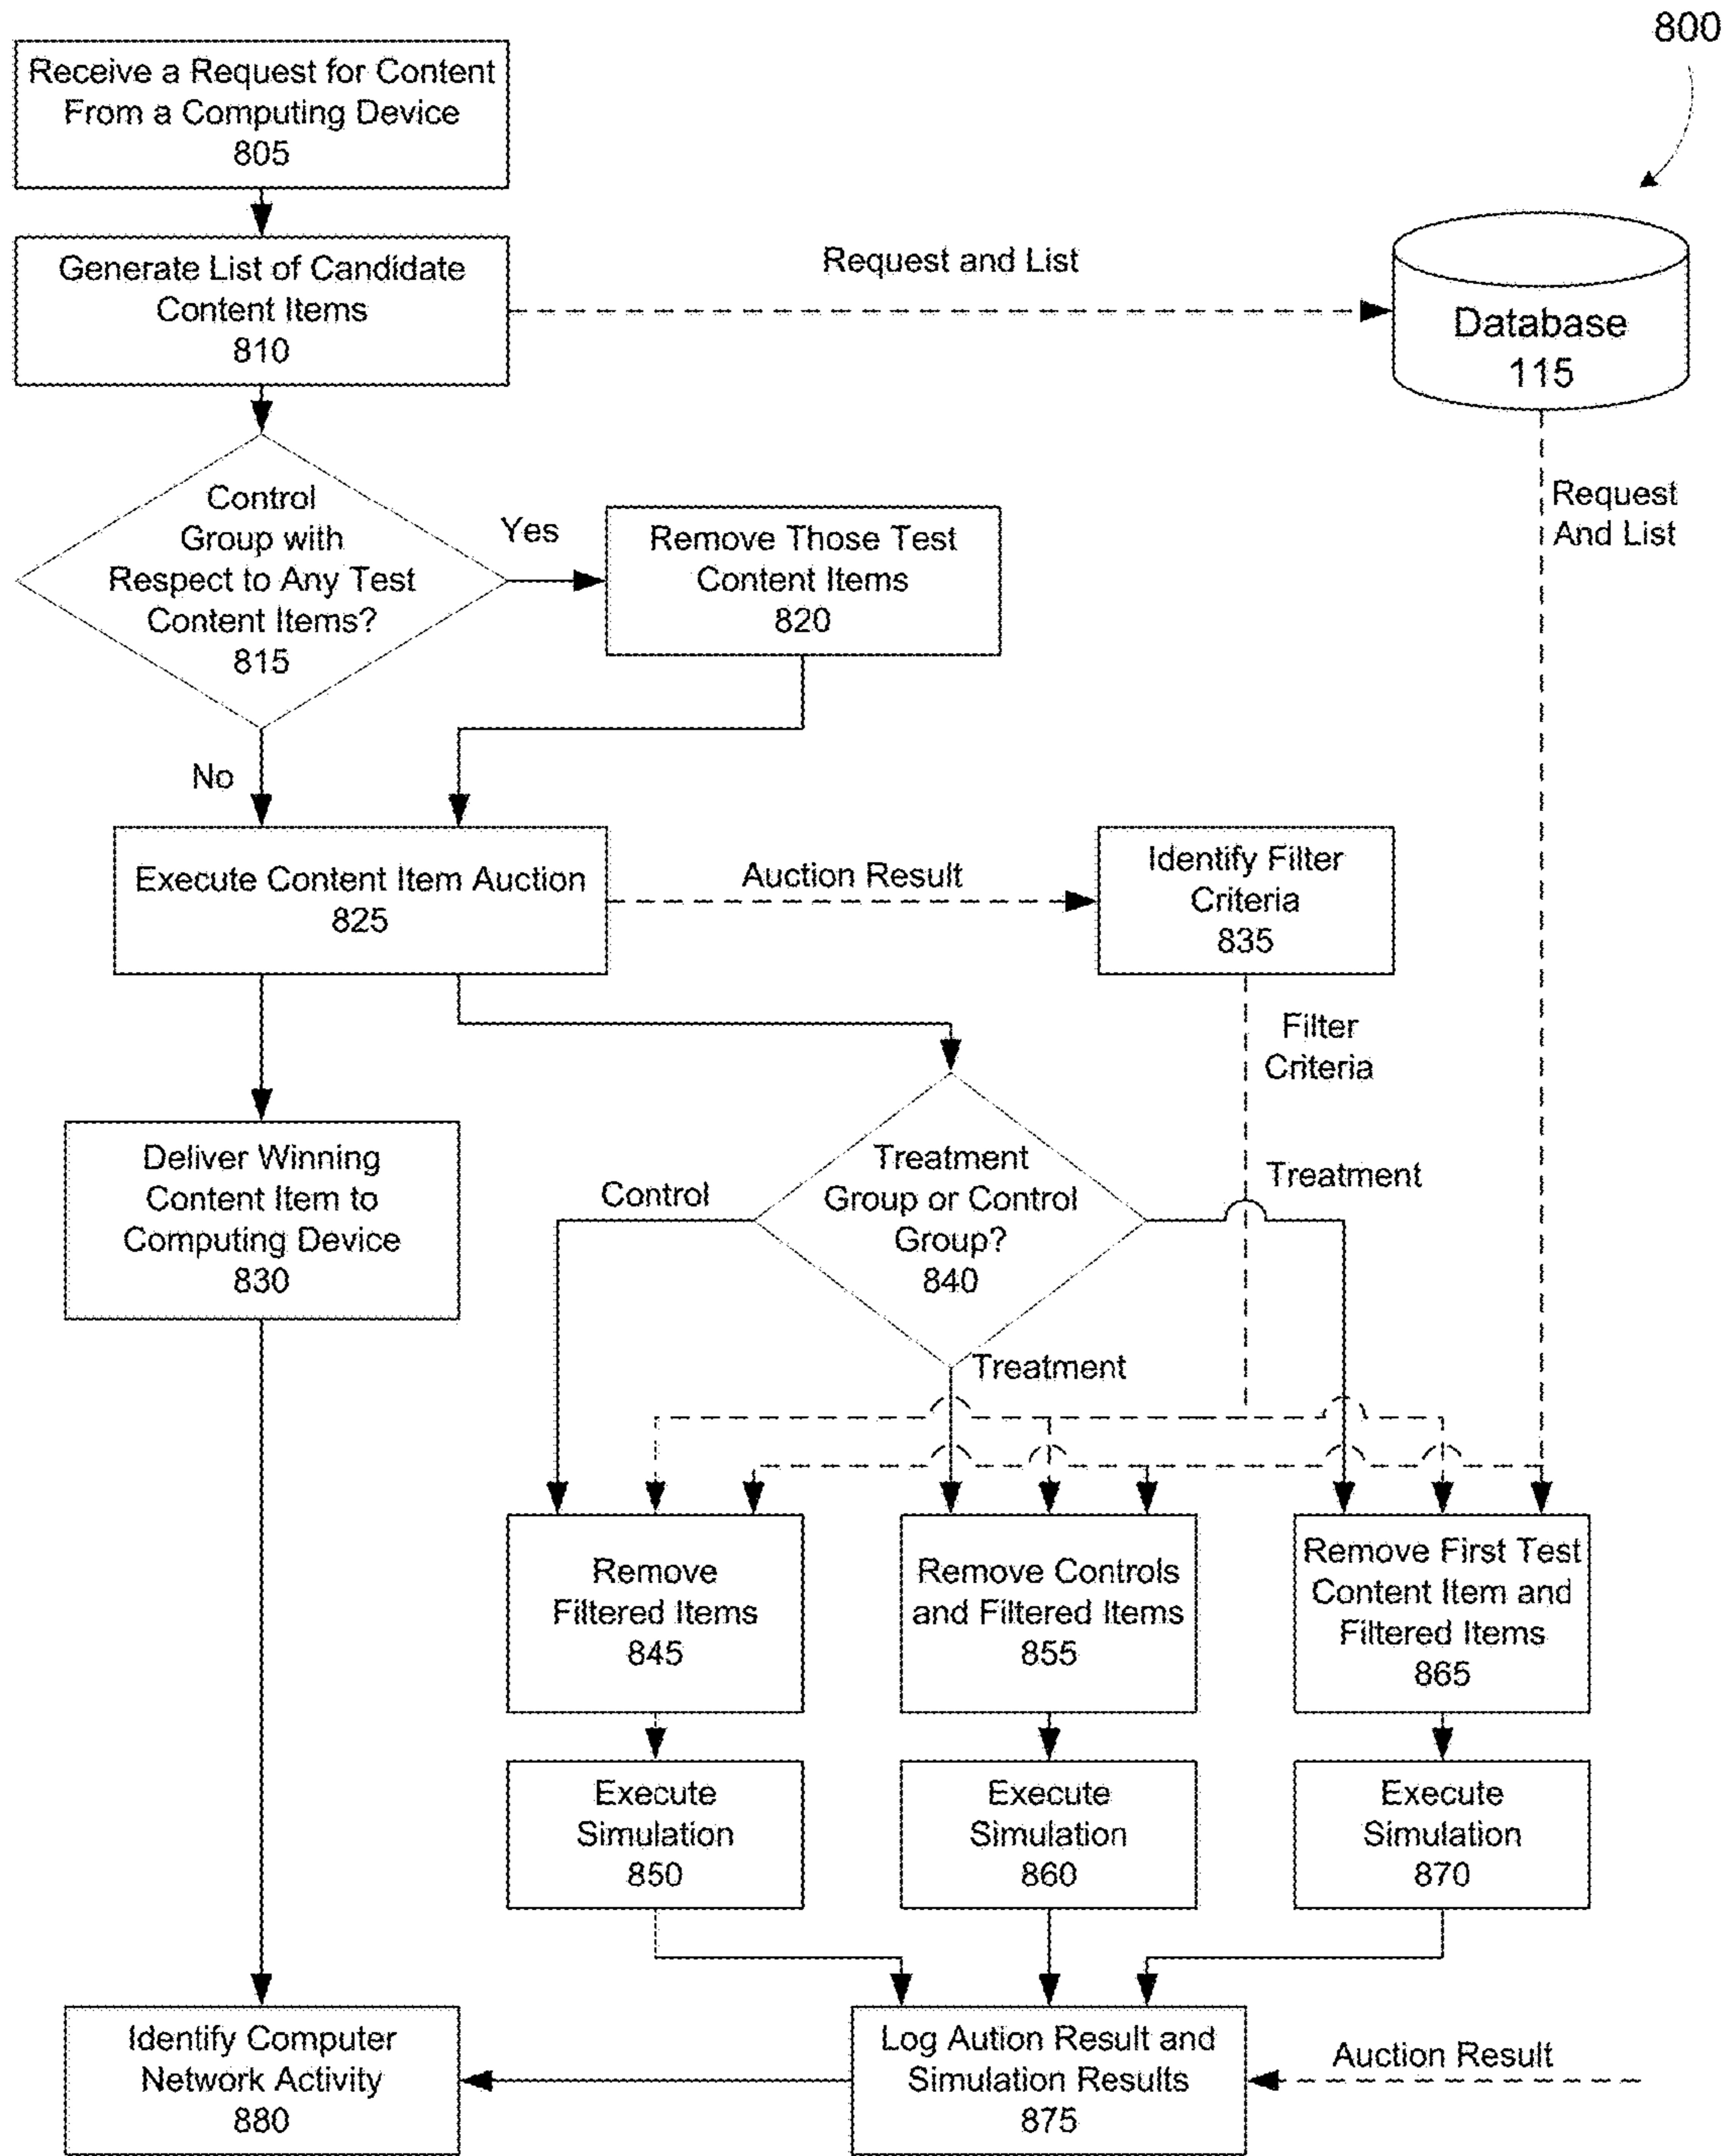 800
Receive a Request for Content
From a Computing Device
805
Generate List of Candidate
Content Items
810
Request and List
Database
115
Request
And List
Control
Group with
Respect to Any Test
Content Items?
815
Yes
Remove Those Test
Content Items
820
No
Execute Content Item Auction
825
Auction Result
Identify Filter
Criteria
835
Filter
Criteria
Deliver Winning
Content Item to
Computing Device
830
Control
Treatment
Group or Control
Group?
840
Treatment
Treatment
Remove
Filtered Items
845
Remove Controls
and Filtered Items
855
Remove First Test
Content Item and
Filtered Items
865
Execute
Simulation
850
Execute
Simulation
860
Execute
Simulation
870
Identify Computer
Network Activity
880
Log Aution Result and
Simulation Results
875
Auction Result